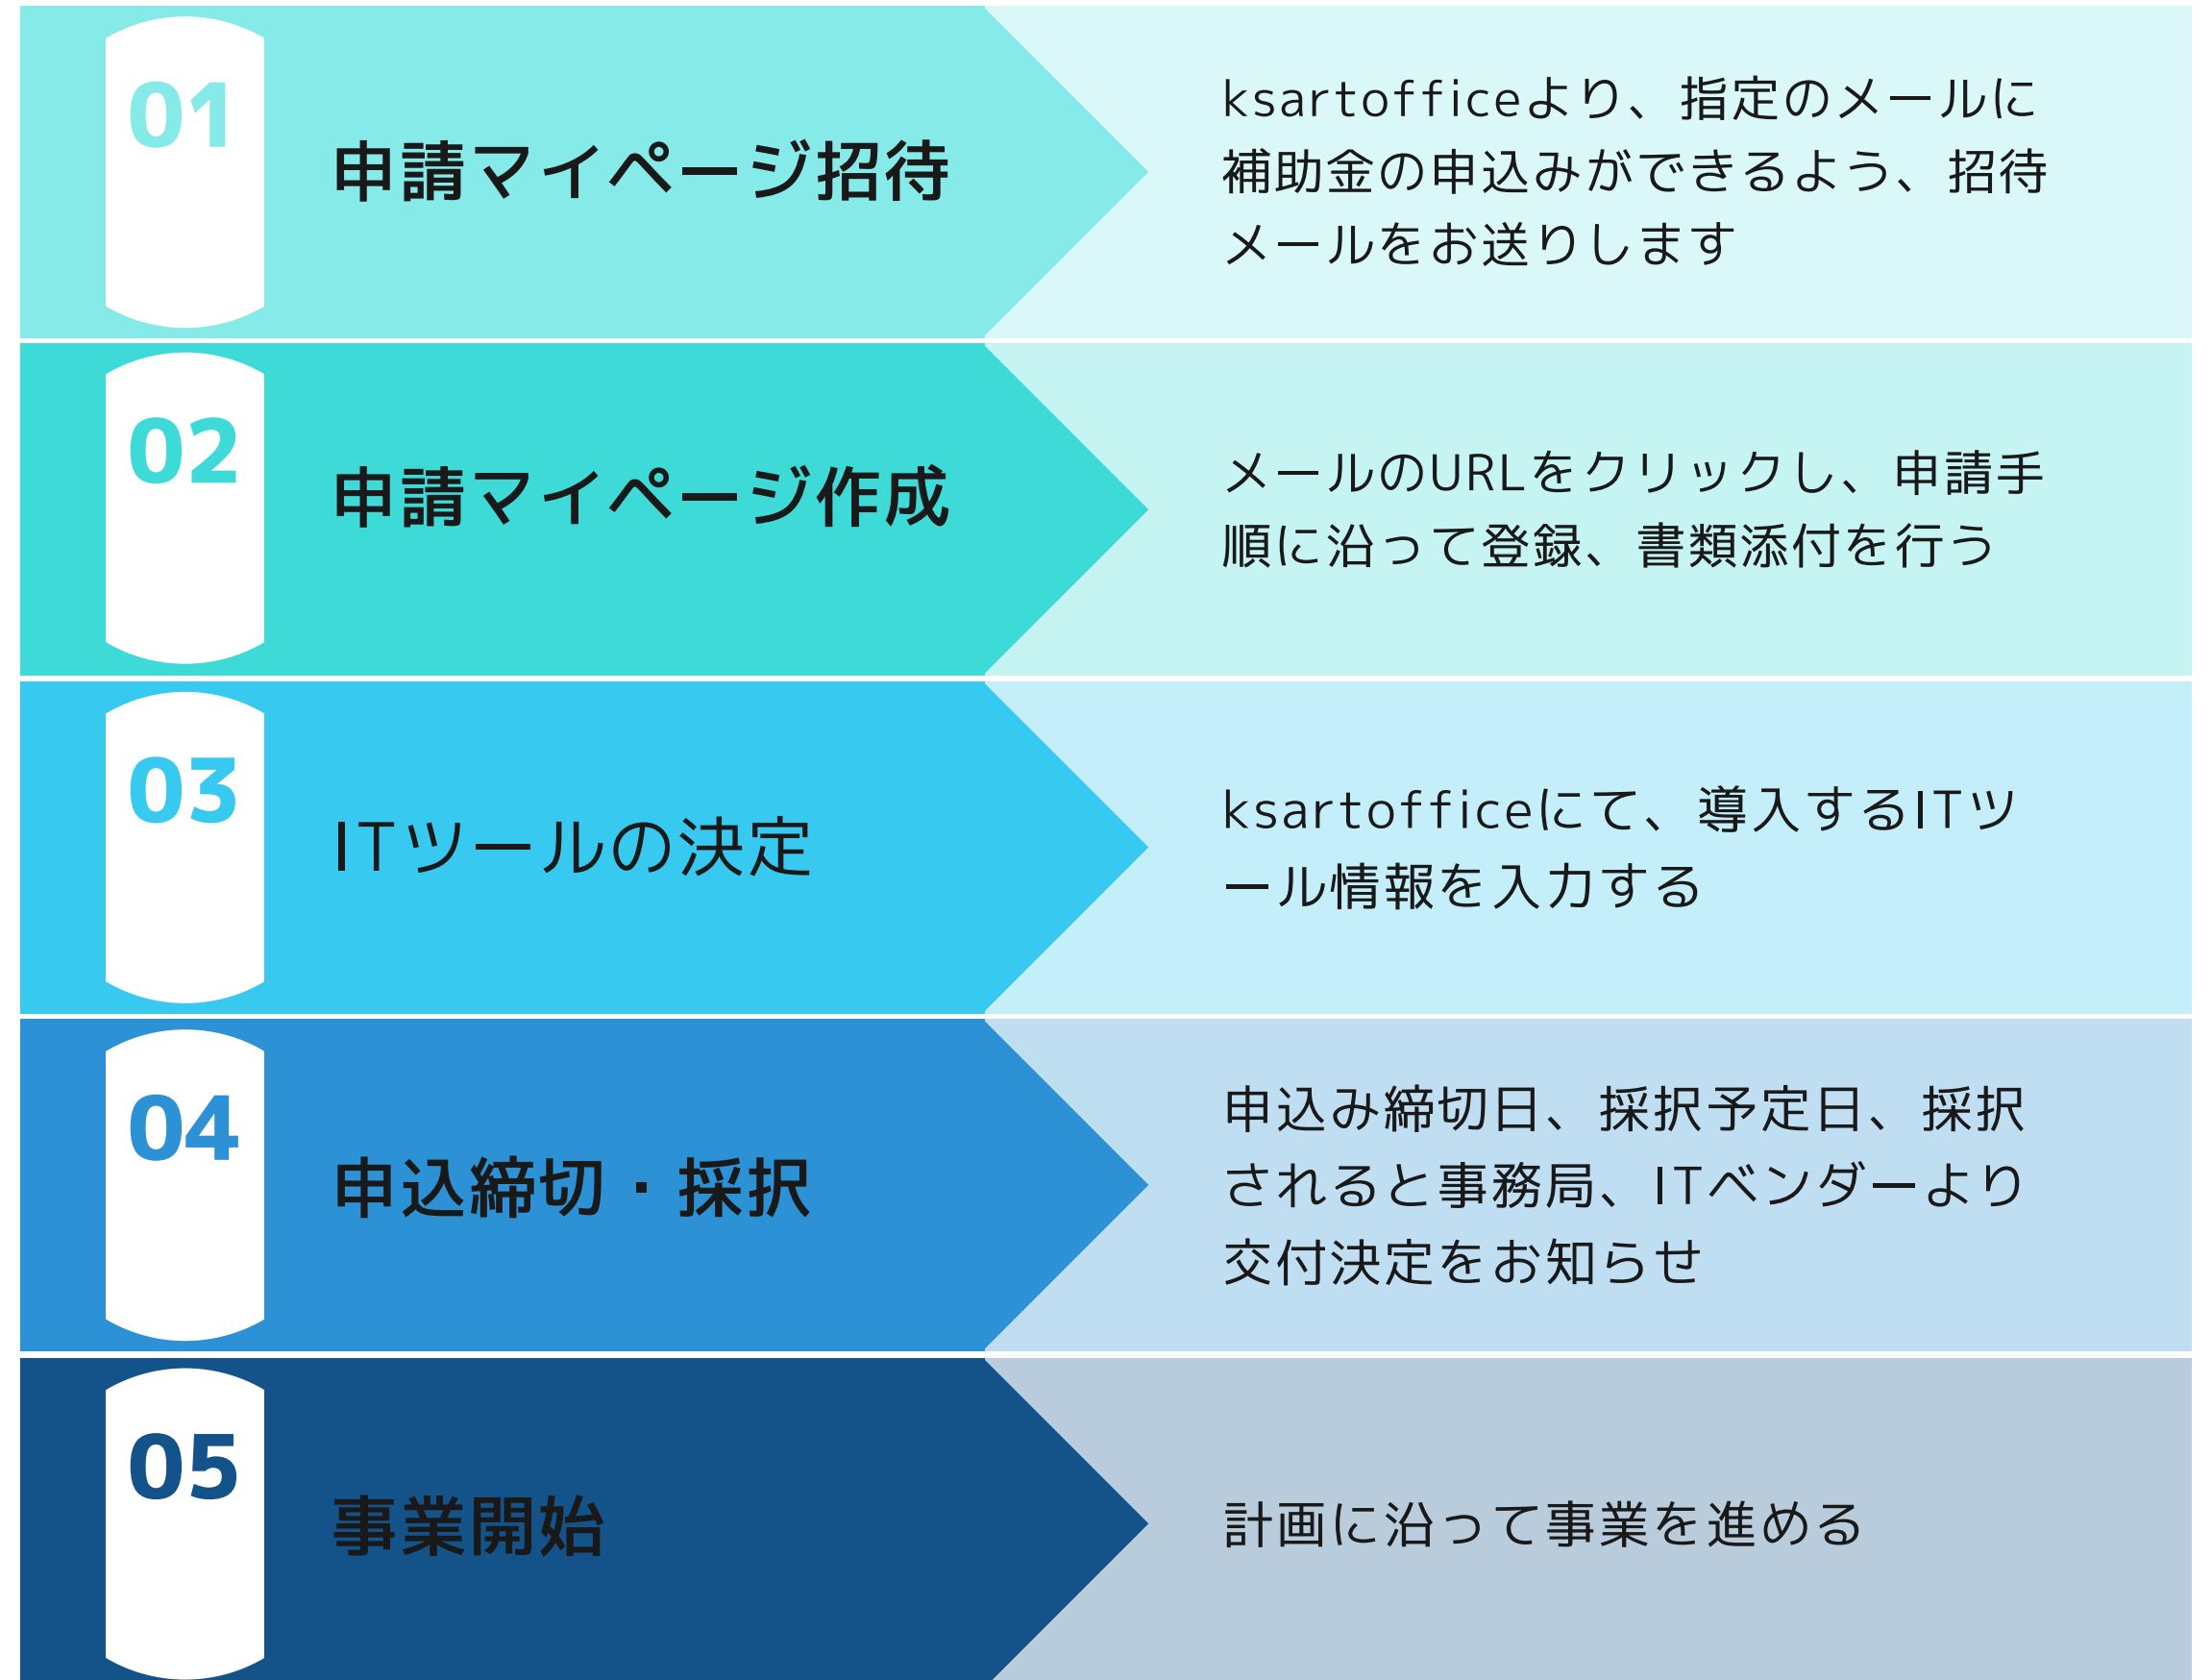 01
申請マイページ招待
ksartofficeより、指定のメールに
補助金の申込みができるよう、招待
メールをお送りします
02
申請マイページ作成
メールのURLをクリックし、申請手
順に沿って登録、書類添付を行う
03
ITツールの決定
ksartofficeにて、導入するITツ
ール情報を入力する
04
申込締切・採択
申込み締切日、採択予定日、採択
されると事務局、ITベンダーより
交付決定をお知らせ
05
事業開始
計画に沿って事業を進める